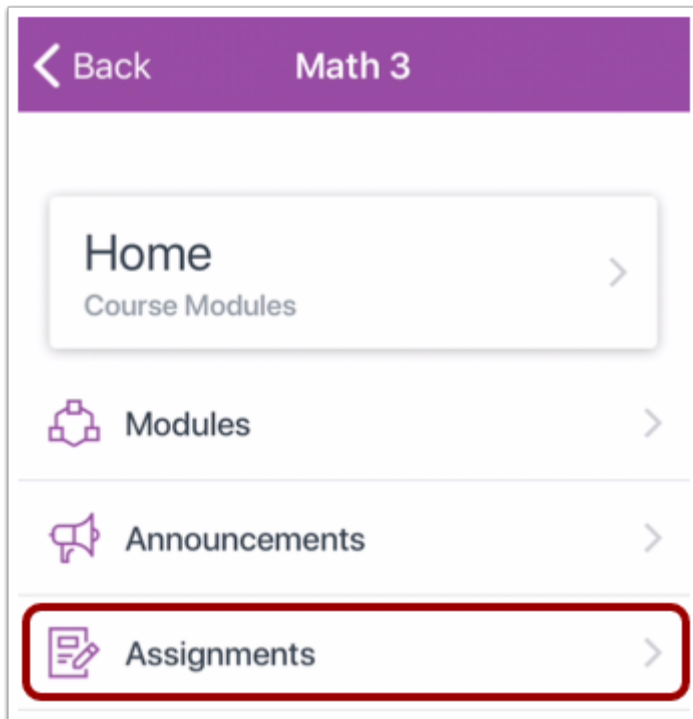 Back Math 3
Home
Course Modules
Modules
Announcements
Assignments